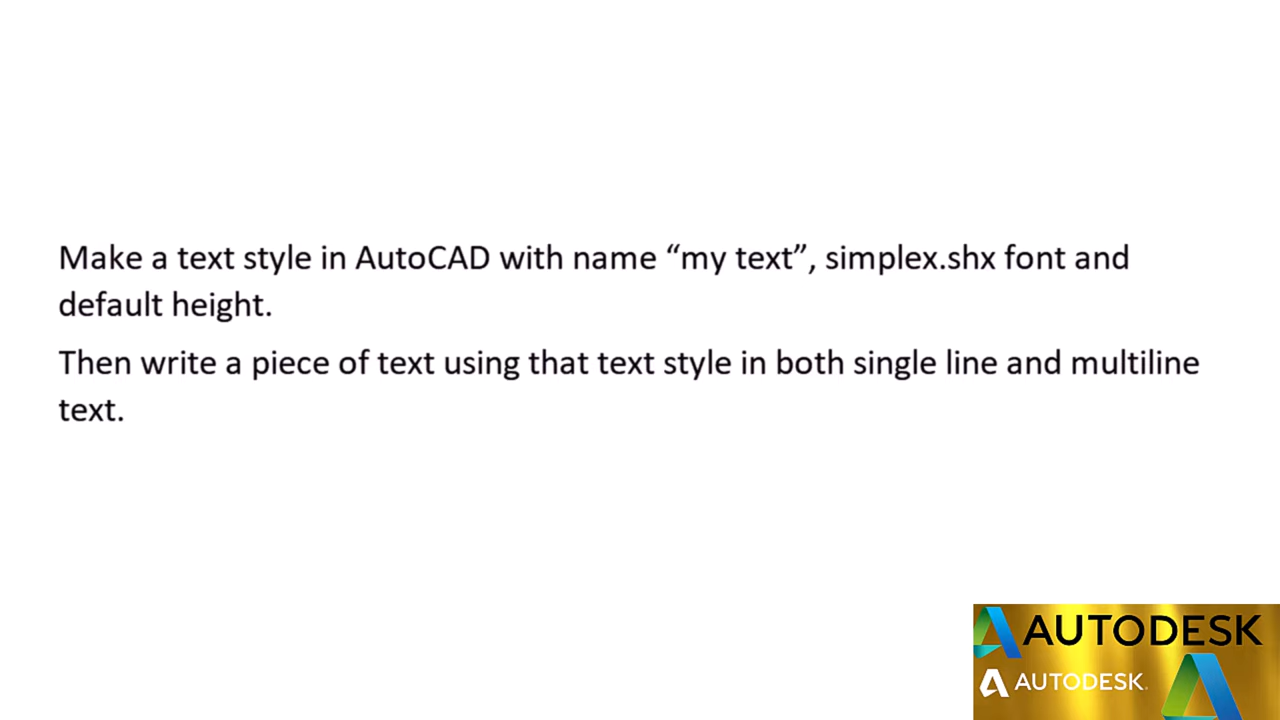 Make a text style in AutoCAD with name “my text”, simplex.shx font and
default height.
Then write a piece of text using that text style in both single line and multiline
text.
AUTODESK
AUTODESK.